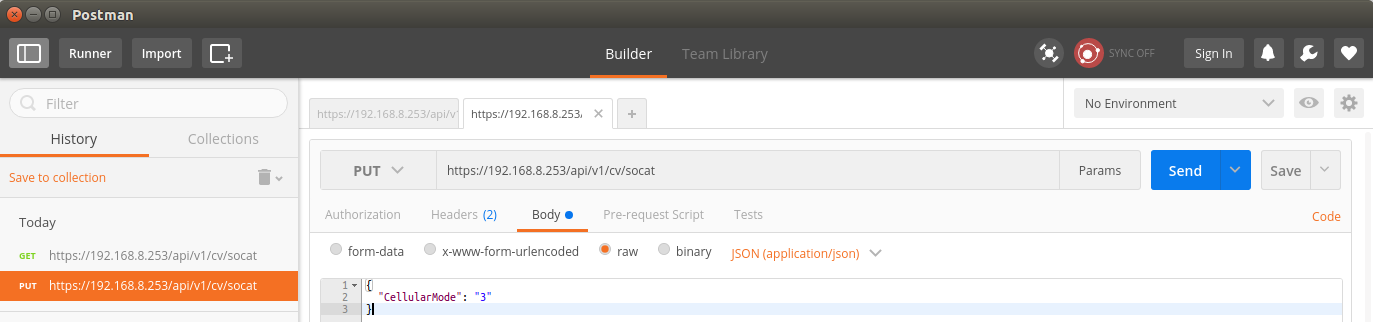 Postman
Runner Import Builder Team Library SYNC OFF Sign In
Filter
History Collections
Save to collection
Today
GET https://192.168.8.253/api/v1/cv/socat
PUT https://192.168.8.253/api/v1/cv/socat
https://192.168.8.253/api/v1 https://192.168.8.253/ × +
No Environment
PUT https://192.168.8.253/api/v1/cv/socat Params Send Save
Authorization Headers (2) Body Pre-request Script Tests Code
form-data x-www-form-urlencoded raw binary JSON (application/json)
1 {
2 "CellularMode": "3"
3 }